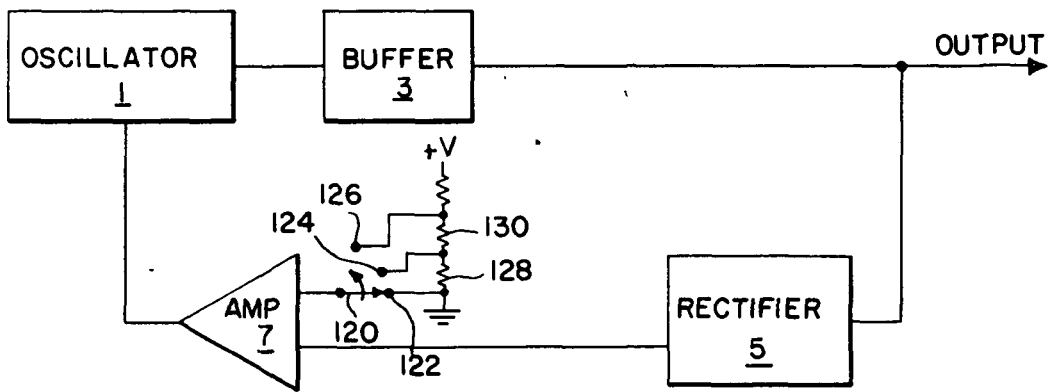 OSCILLATOR
1
BUFFER
3
OUTPUT
+V
126
124
130
128
AMP
7
120
122
RECTIFIER
5